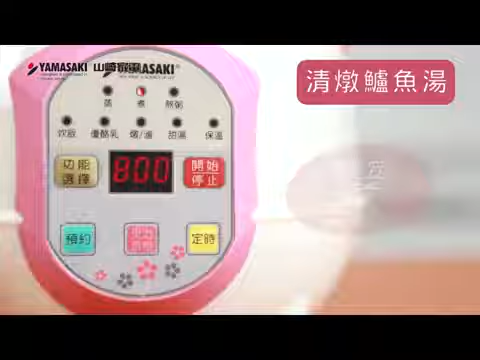 YAMASAKI 山崎家電 YAMASAKI
清燉鱸魚湯
蒸 煮 熬粥
炊飯 優酪乳 燉/滷 甜湯 保溫
功能選擇
800
開始停止
預約
定時